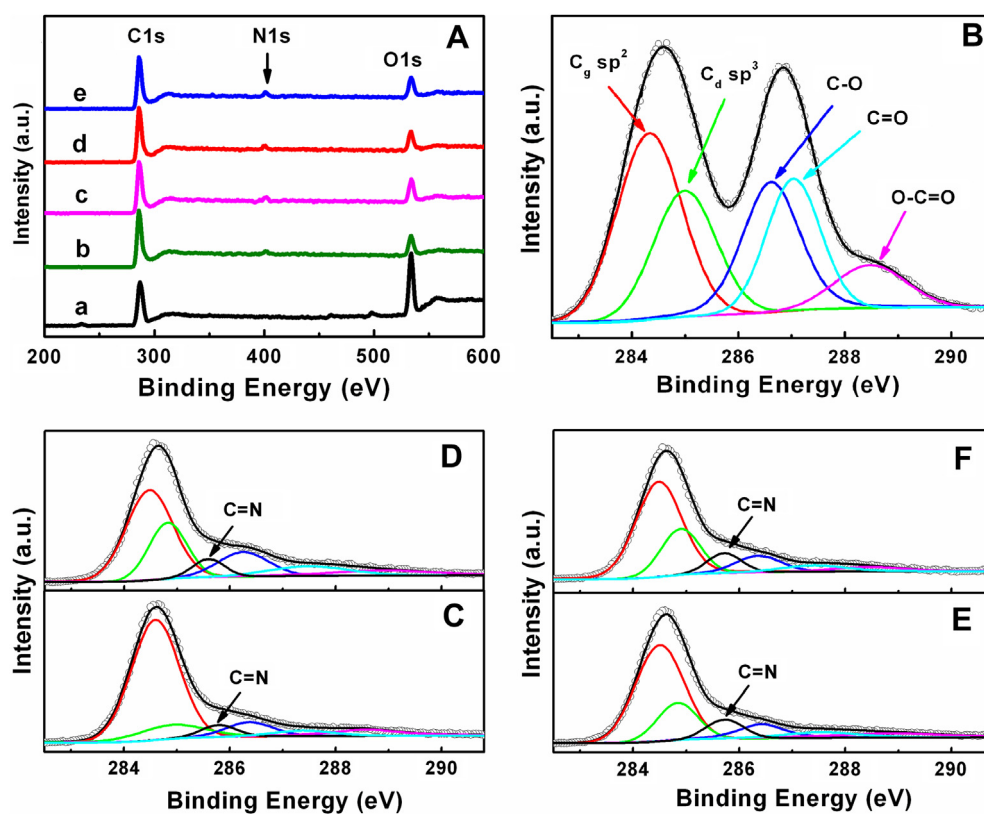 A
C1s
N1s
O1s
e
d
c
b
a
Intensity (a.u.)
200 300 400 500 600
Binding Energy (eV)
B
Cg sp2
Cd sp3
C-O
C=O
O-C=O
Intensity (a.u.)
284 286 288 290
Binding Energy (eV)
D
C=N
C
C=N
Intensity (a.u.)
284 286 288 290
Binding Energy (eV)
F
C=N
E
C=N
Intensity (a.u.)
284 286 288 290
Binding Energy (eV)